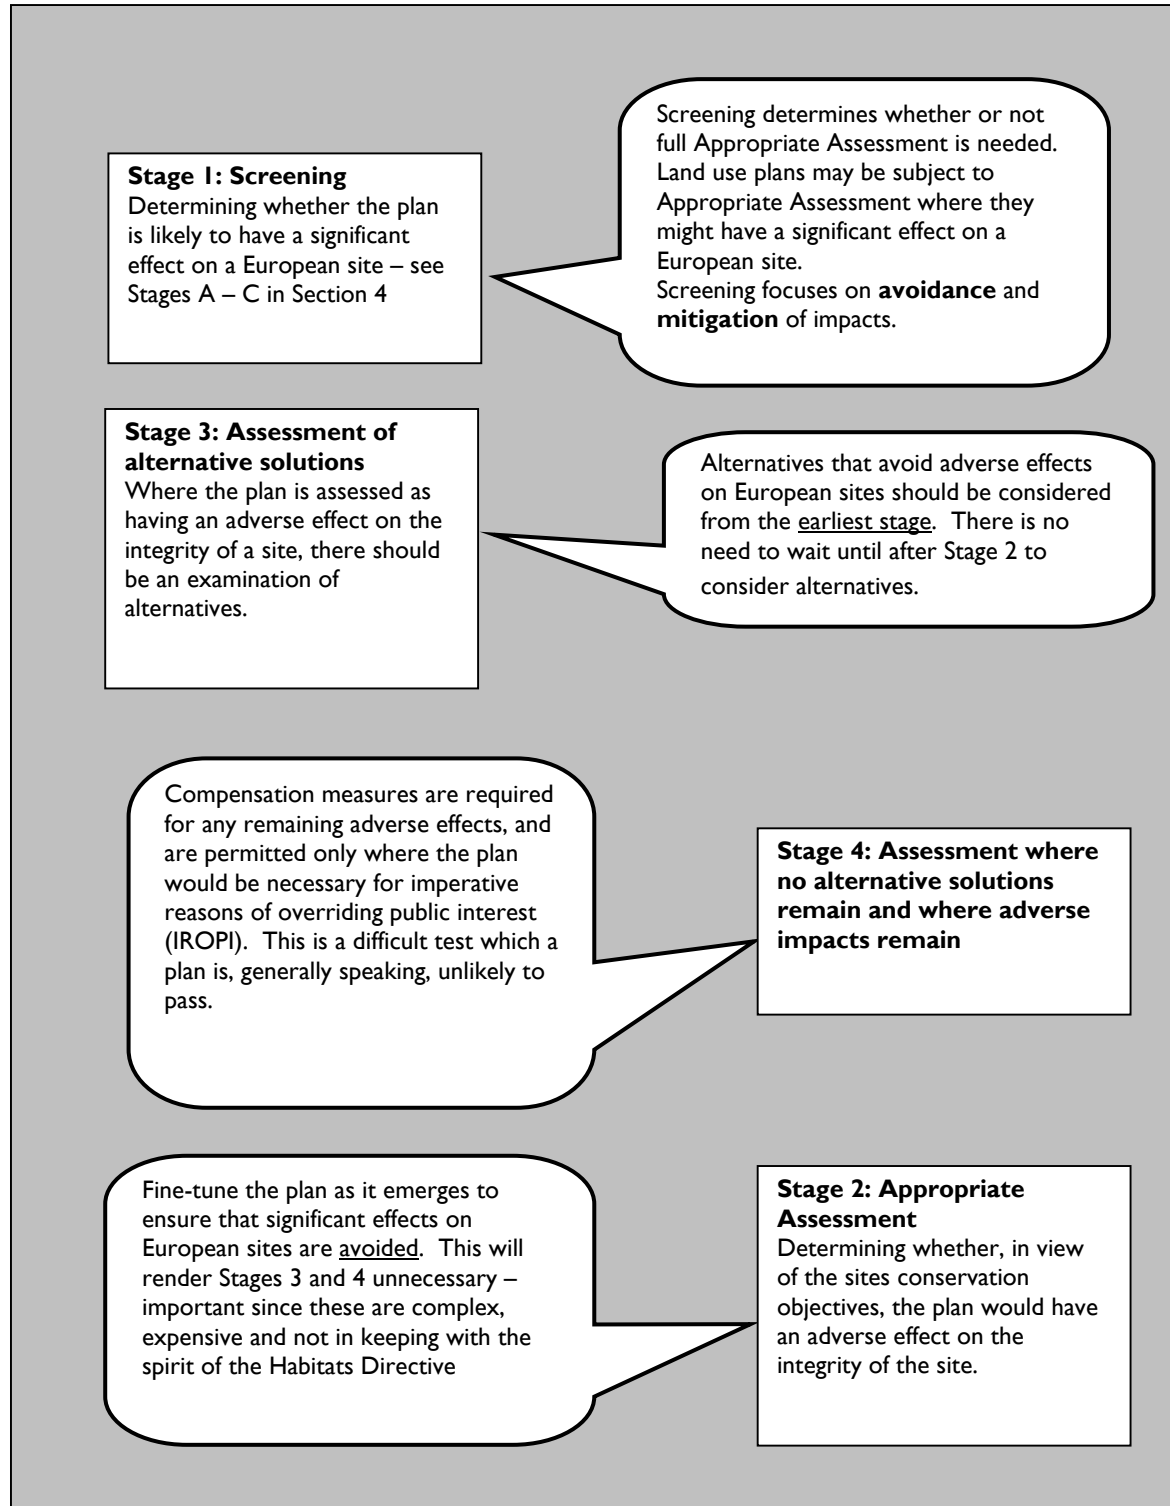 Stage 1: Screening
Determining whether the plan
is likely to have a significant
effect on a European site – see
Stages A – C in Section 4
Screening determines whether or not
full Appropriate Assessment is needed.
Land use plans may be subject to
Appropriate Assessment where they
might have a significant effect on a
European site.
Screening focuses on avoidance and
mitigation of impacts.
Stage 3: Assessment of
alternative solutions
Where the plan is assessed as
having an adverse effect on the
integrity of a site, there should
be an examination of
alternatives.
Alternatives that avoid adverse effects
on European sites should be considered
from the earliest stage. There is no
need to wait until after Stage 2 to
consider alternatives.
Compensation measures are required
for any remaining adverse effects, and
are permitted only where the plan
would be necessary for imperative
reasons of overriding public interest
(IROPI). This is a difficult test which a
plan is, generally speaking, unlikely to
pass.
Stage 4: Assessment where
no alternative solutions
remain and where adverse
impacts remain
Fine-tune the plan as it emerges to
ensure that significant effects on
European sites are avoided. This will
render Stages 3 and 4 unnecessary –
important since these are complex,
expensive and not in keeping with the
spirit of the Habitats Directive
Stage 2: Appropriate
Assessment
Determining whether, in view
of the sites conservation
objectives, the plan would have
an adverse effect on the
integrity of the site.